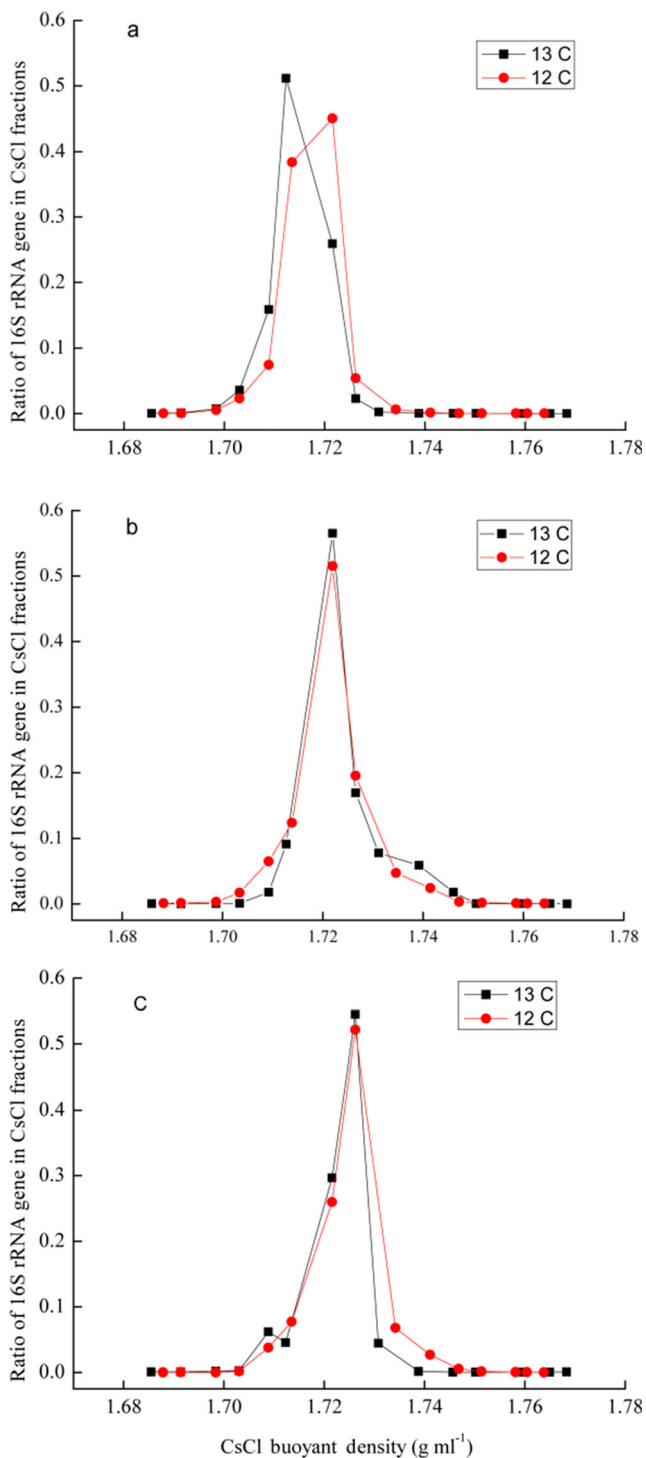 a
13 C
12 C
Ratio of 16S rRNA gene in CsCl fractions
0.6
0.5
0.4
0.3
0.2
0.1
0.0
1.68 1.70 1.72 1.74 1.76 1.78
b
13 C
12 C
Ratio of 16S rRNA gene in CsCl fractions
0.6
0.5
0.4
0.3
0.2
0.1
0.0
1.68 1.70 1.72 1.74 1.76 1.78
C
13 C
12 C
Ratio of 16S rRNA gene in CsCl fractions
0.6
0.5
0.4
0.3
0.2
0.1
0.0
1.68 1.70 1.72 1.74 1.76 1.78
CsCl buoyant density (g ml⁻¹)